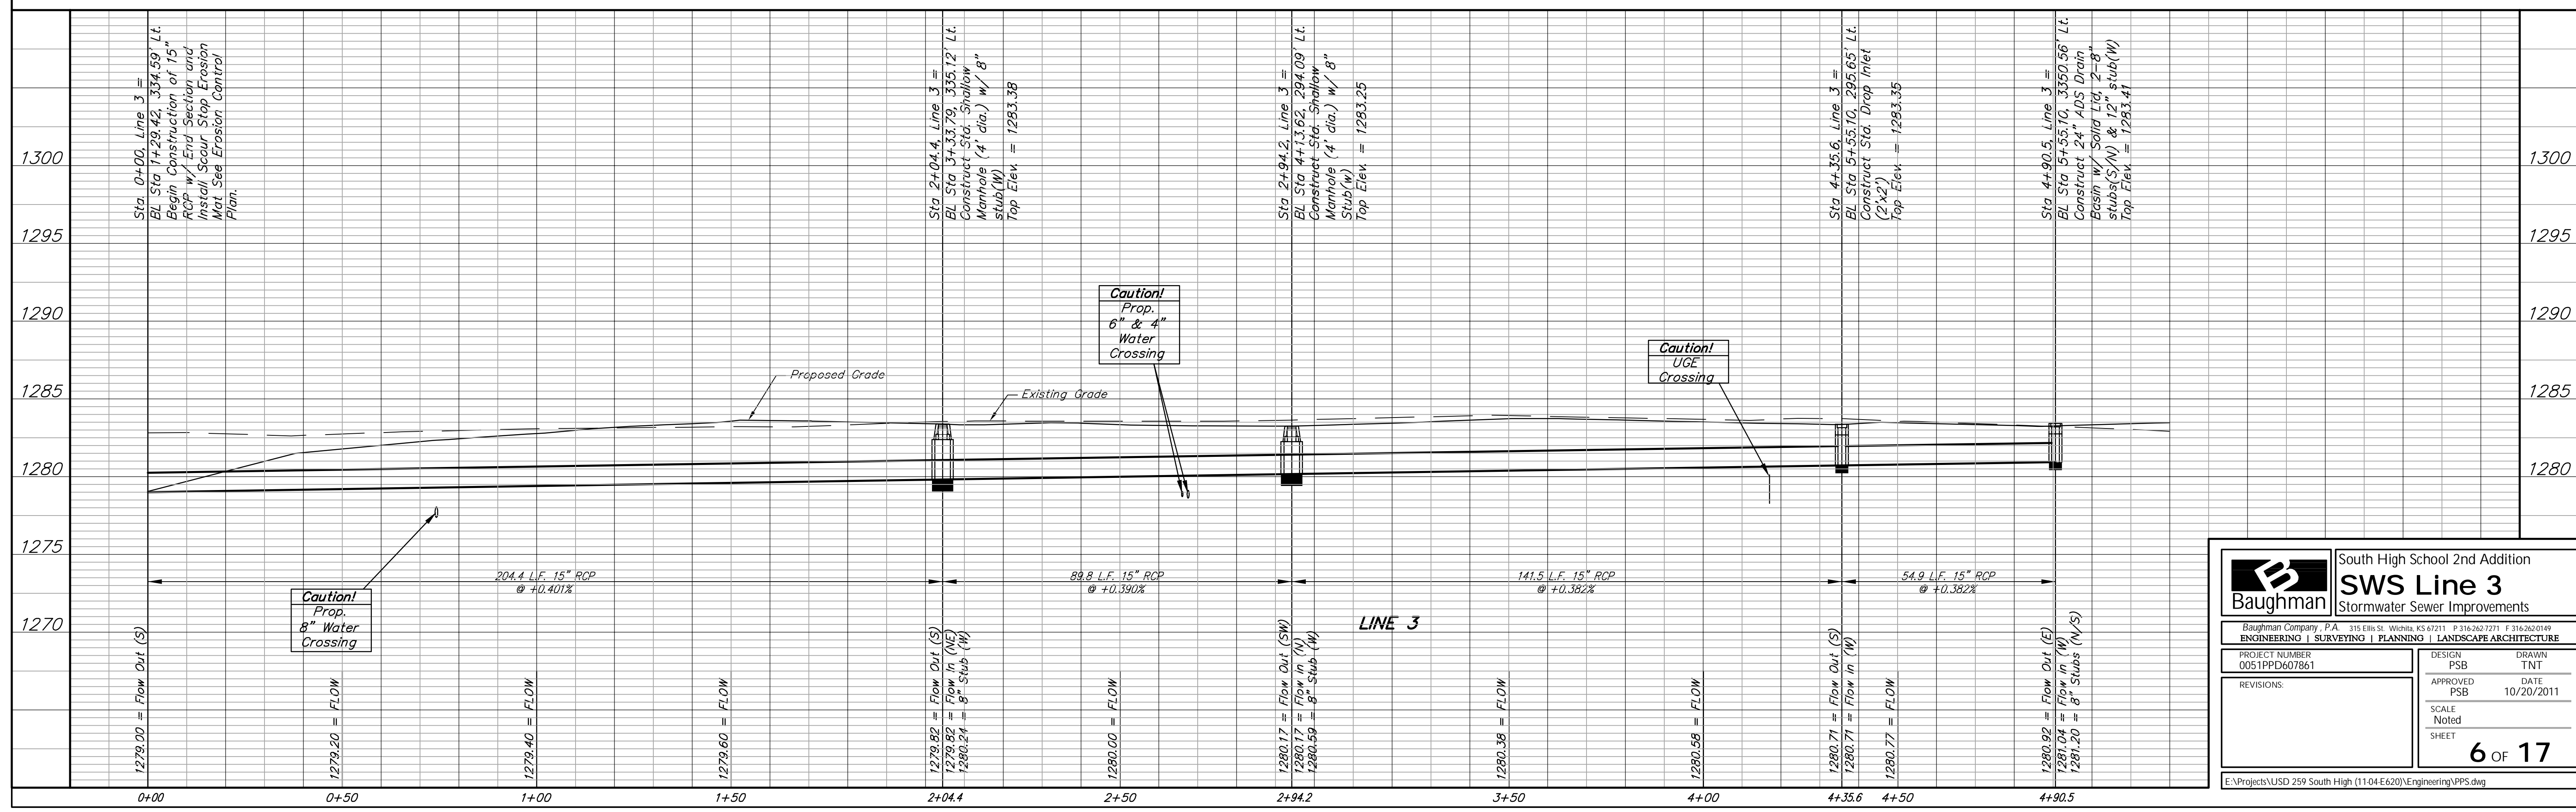 Sta. 0+00, Line 3 =
BL Sta 1+29.42, 334.59' Lt.
Begin Construction of 15"
RCP w/ End Section and
Install Scour Stop Erosion
Mat See Erosion Control
Plan.
Sta 2+04.4, Line 3 =
BL Sta 3+33.79, 335.12' Lt.
Construct Sta. Shallow
Manhole (4' dia.) w/ 8"
stub(W)
Top Elev. = 1283.38
Sta 2+94.2, Line 3 =
BL Sta 4+13.62, 294.09' Lt.
Construct Std. Shallow
Manhole (4' dia.) w/ 8"
Stub(w)
Top Elev. = 1283.25
Sta 4+35.6, Line 3 =
BL Sta 5+55.10, 295.65' Lt.
Construct Std. Drop Inlet
(2'x2')
Top Elev. = 1283.35
Sta 4+90.5, Line 3 =
BL Sta 5+55.10, 3350.56' Lt.
Construct 24" ADS Drain
Basin w/ Solid Lid, 2-8"
stubs(S/N) & 12" stub(W)
Top Elev.= 1283.41
1300
1300
1295
1295
1290
1290
1285
1285
1280
1280
1275
1270
Caution!
Prop.
6" & 4"
Water
Crossing
Caution!
UGE
Crossing
Proposed Grade
Existing Grade
204.4 L.F. 15" RCP
@ +0.401%
89.8 L.F. 15" RCP
@ +0.390%
141.5 L.F. 15" RCP
@ +0.382%
54.9 L.F. 15" RCP
@ +0.382%
Caution!
Prop.
8" Water
Crossing
LINE 3
1279.00 = Flow Out (S)
1279.20 = FLOW
1279.40 = FLOW
1279.60 = FLOW
1279.82 = Flow Out (S)
1279.82 = Flow In (NE)
1280.24 = 8" Stub (W)
1280.00 = FLOW
1280.17 = Flow Out (SW)
1280.17 = Flow in (N)
1280.59 = 8" Stub (W)
1280.38 = FLOW
1280.58 = FLOW
1280.71 = Flow Out (S)
1280.71 = Flow in (W)
1280.77 = FLOW
1280.92 = Flow Out (E)
1281.04 = Flow in (W)
1281.20 = 8" Stubs (N/S)
0+00
0+50
1+00
1+50
2+04.4
2+50
2+94.2
3+50
4+00
4+35.6
4+50
4+90.5
Baughman
South High School 2nd Addition
SWS Line 3
Stormwater Sewer Improvements
Baughman Company, P.A. 315 Ellis St. Wichita, KS 67211 P 316-262-7271 F 316-262-0149
ENGINEERING | SURVEYING | PLANNING | LANDSCAPE ARCHITECTURE
PROJECT NUMBER
0051PPD607861
DESIGN
PSB
DRAWN
TNT
REVISIONS:
APPROVED
PSB
DATE
10/20/2011
SCALE
Noted
SHEET
6 OF 17
E:\Projects\USD 259 South High (11-04-E620)\Engineering\PPS.dwg